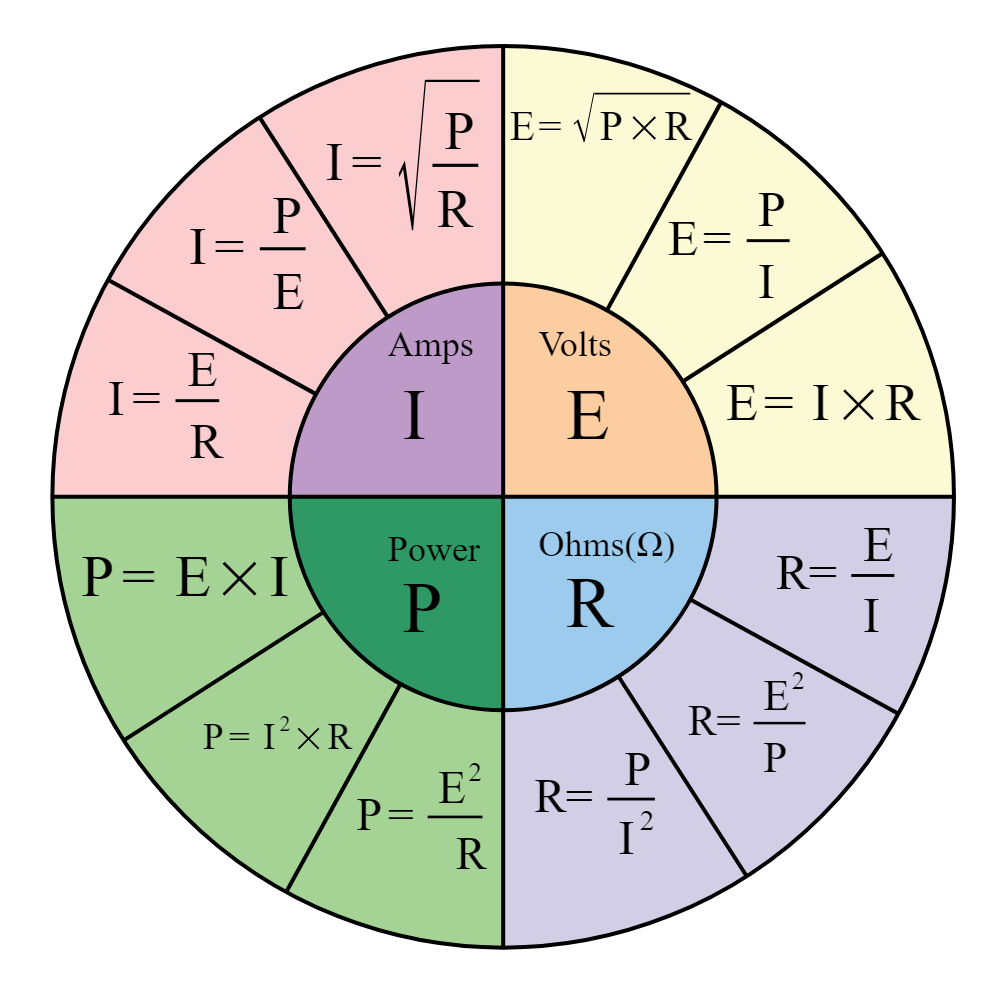 I = √(P/R)
E = √(P × R)
I = P/E
E = P/I
I = E/R
E = I × R
Amps
I
Volts
E
Power
P
Ohms(Ω)
R
P = E × I
R = E/I
P = I² × R
R = E²/P
P = E²/R
R = P/I²